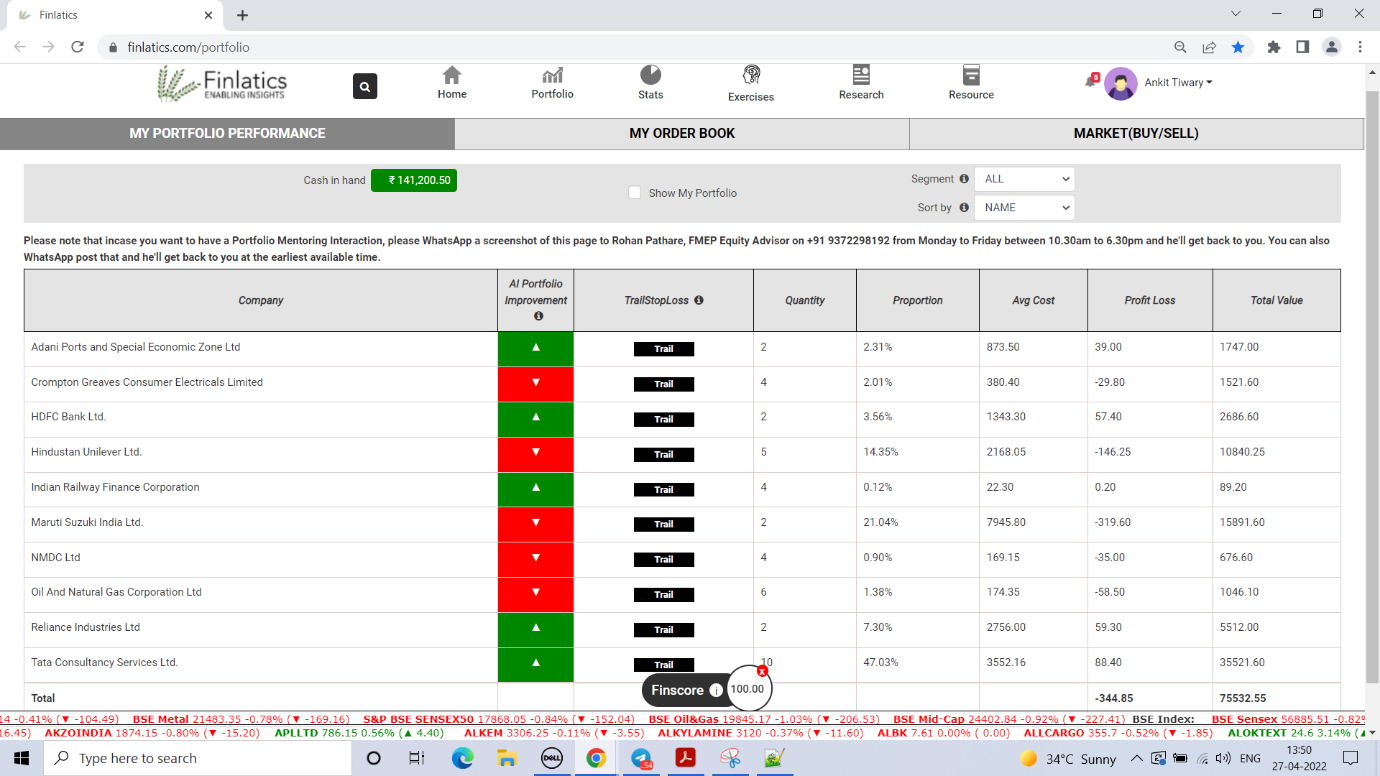 Finlatics
finlatics.com/portfolio
Finlatics
ENABLING INSIGHTS
Home
Portfolio
Stats
Exercises
Research
Resource
5
Ankit Tiwary
MY PORTFOLIO PERFORMANCE
MY ORDER BOOK
MARKET(BUY/SELL)
Cash in hand ₹ 141,200.50
Show My Portfolio
Segment ALL
Sort by NAME
Please note that incase you want to have a Portfolio Mentoring Interaction, please WhatsApp a screenshot of this page to Rohan Pathare, FMEP Equity Advisor on +91 9372298192 from Monday to Friday between 10.30am to 6.30pm and he'll get back to you. You can also
WhatsApp post that and he'll get back to you at the earliest available time.
Company AI Portfolio Improvement TrailStopLoss Quantity Proportion Avg Cost Profit Loss Total Value
Adani Ports and Special Economic Zone Ltd ▲ Trail 2 2.31% 873.50 39.00 1747.00
Crompton Greaves Consumer Electricals Limited ▼ Trail 4 2.01% 380.40 -29.80 1521.60
HDFC Bank Ltd. ▲ Trail 2 3.56% 1343.30 57.40 2686.60
Hindustan Unilever Ltd. ▼ Trail 5 14.35% 2168.05 -146.25 10840.25
Indian Railway Finance Corporation ▲ Trail 4 0.12% 22.30 0.20 89.20
Maruti Suzuki India Ltd. ▼ Trail 2 21.04% 7945.80 -319.60 15891.60
NMDC Ltd ▼ Trail 4 0.90% 169.15 -35.00 676.60
Oil And Natural Gas Corporation Ltd ▼ Trail 6 1.38% 174.35 -58.50 1046.10
Reliance Industries Ltd ▲ Trail 2 7.30% 2756.00 59.30 5512.00
Tata Consultancy Services Ltd. ▲ Trail 10 47.03% 3552.16 88.40 35521.60
Finscore i 100.00 x
Total -344.85 75532.55
14 -0.41% (▼ -104.49) BSE Metal 21483.35 -0.78% (▼ -169.16) S&P BSE SENSEX50 17868.05 -0.84% (▼ -152.04) BSE Oil&Gas 19845.17 -1.03% (▼ -206.53) BSE Mid-Cap 24402.84 -0.92% (▼ -227.41) BSE Index: BSE Sensex 56885.51 -0.82%
16.45) AKZOINDIA 1874.15 -0.80% (▼ -15.20) APLLTD 786.15 0.56% (▲ 4.40) ALKEM 3306.25 -0.11% (▼ -3.55) ALKYLAMINE 3120 -0.37% (▼ -11.60) ALBK 7.61 0.00% ( 0.00) ALLCARGO 355.7 -0.52% (▼ -1.85) ALOKTEXT 24.6 3.14% (▲
Type here to search
DELL
54
34°C Sunny
ENG
13:50
27-04-2022